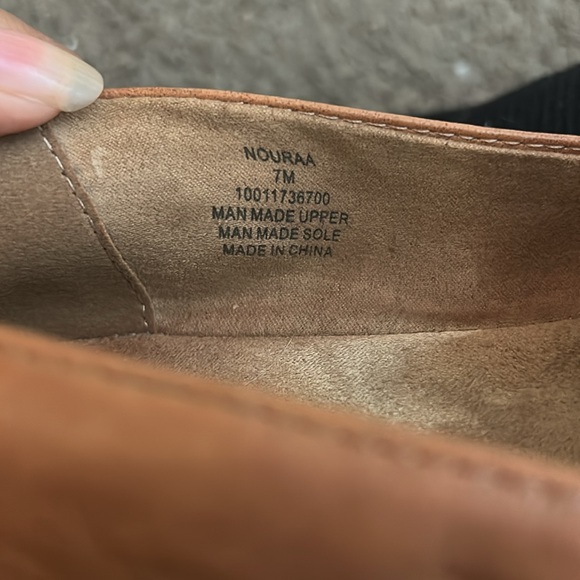 NOURAA
7M
10011736700
MAN MADE UPPER
MAN MADE SOLE
MADE IN CHINA